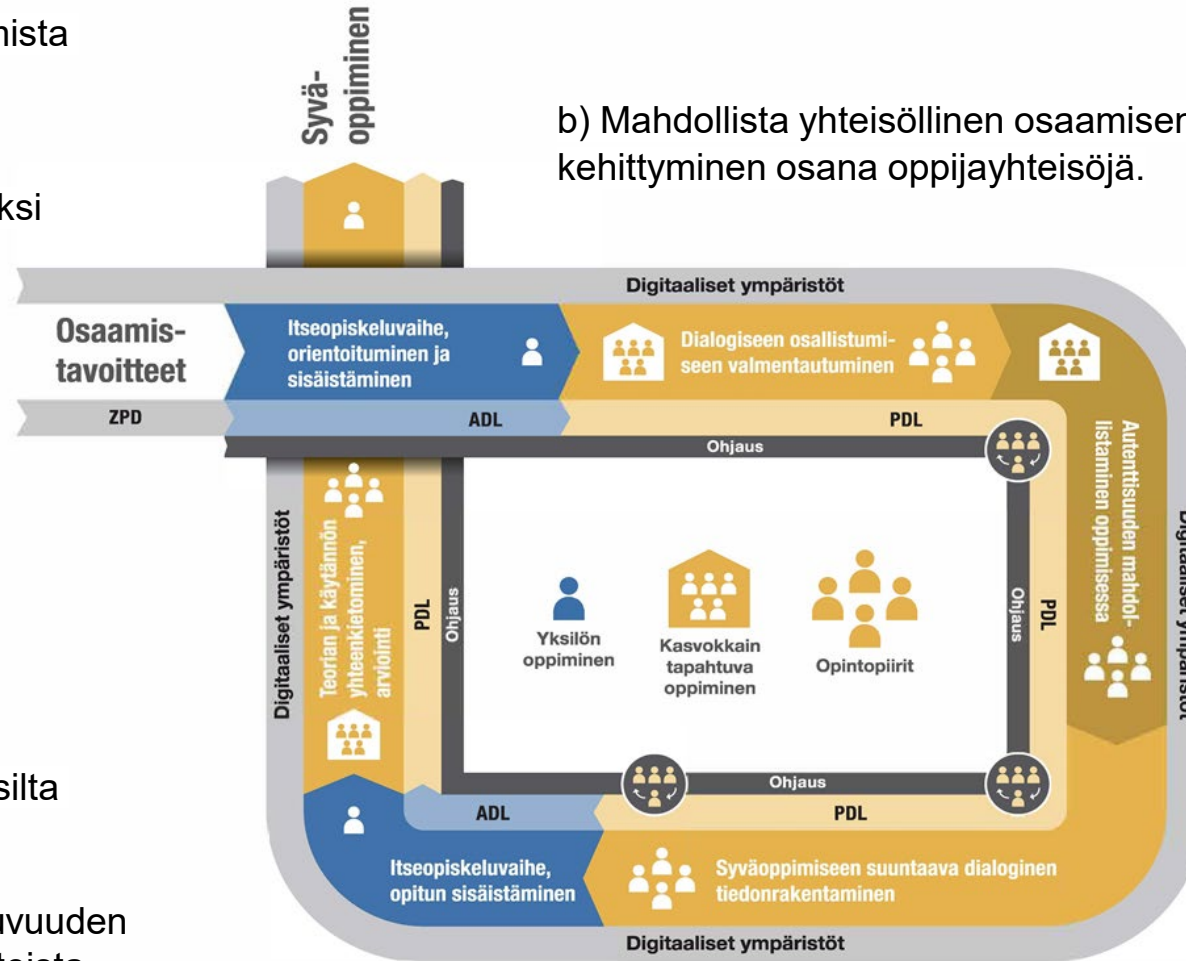 mista
Syvä-
oppiminen
b) Mahdollista yhteisöllinen osaamisen
kehittyminen osana oppijayhteisöjä.
ksi
Digitaaliset ympäristöt
Osaamis-
tavoitteet
Itseopiskeluvaihe,
orientoituminen ja
sisäistäminen
Dialogiseen osallistumi-
seen valmentautuminen
ZPD
ADL
PDL
Ohjaus
Autenttisuuden mahdol-
listaminen oppimisessa
Digitaaliset ympäristöt
PDL
Ohjaus
Digitaaliset ympäristöt
Teorian ja käytännön
yhteenkietominen,
arviointi
PDL
Ohjaus
Yksilön
oppiminen
Kasvokkain
tapahtuva
oppiminen
Opintopiirit
silta
Ohjaus
ADL
PDL
Itseopiskeluvaihe,
opitun sisäistäminen
Syväoppimiseen suuntaava dialoginen
tiedonrakentaminen
uvuuden
Digitaaliset ympäristöt